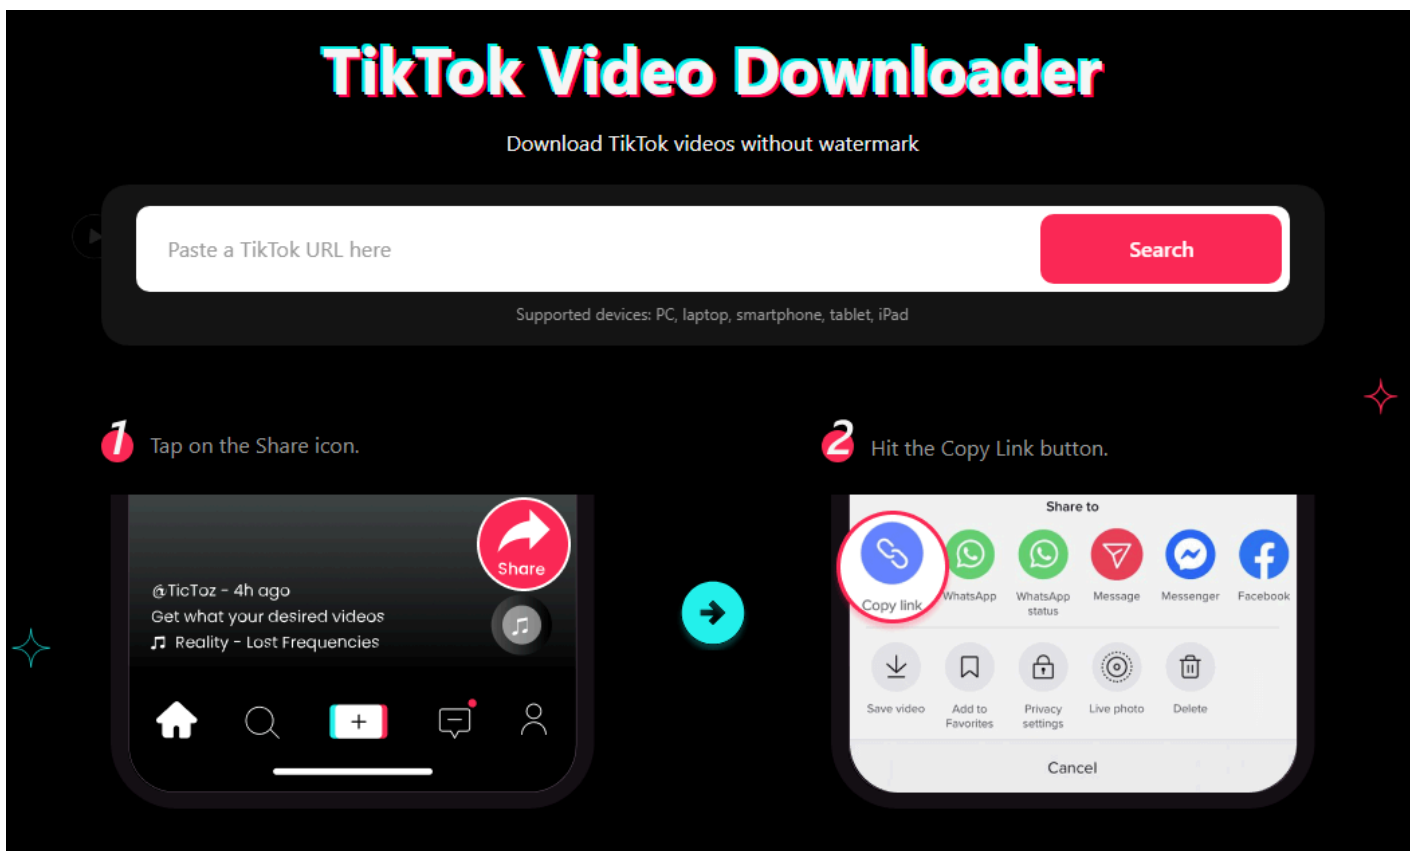 TikTok Video Downloader
Download TikTok videos without watermark
Paste a TikTok URL here
Search
Supported devices: PC, laptop, smartphone, tablet, iPad
1 Tap on the Share icon.
Share
@TicToz - 4h ago
Get what your desired videos
Reality - Lost Frequencies
2 Hit the Copy Link button.
Share to
Copy link
WhatsApp
WhatsApp
status
Message
Messenger
Facebook
Save video
Add to
Favorites
Privacy
settings
Live photo
Delete
Cancel